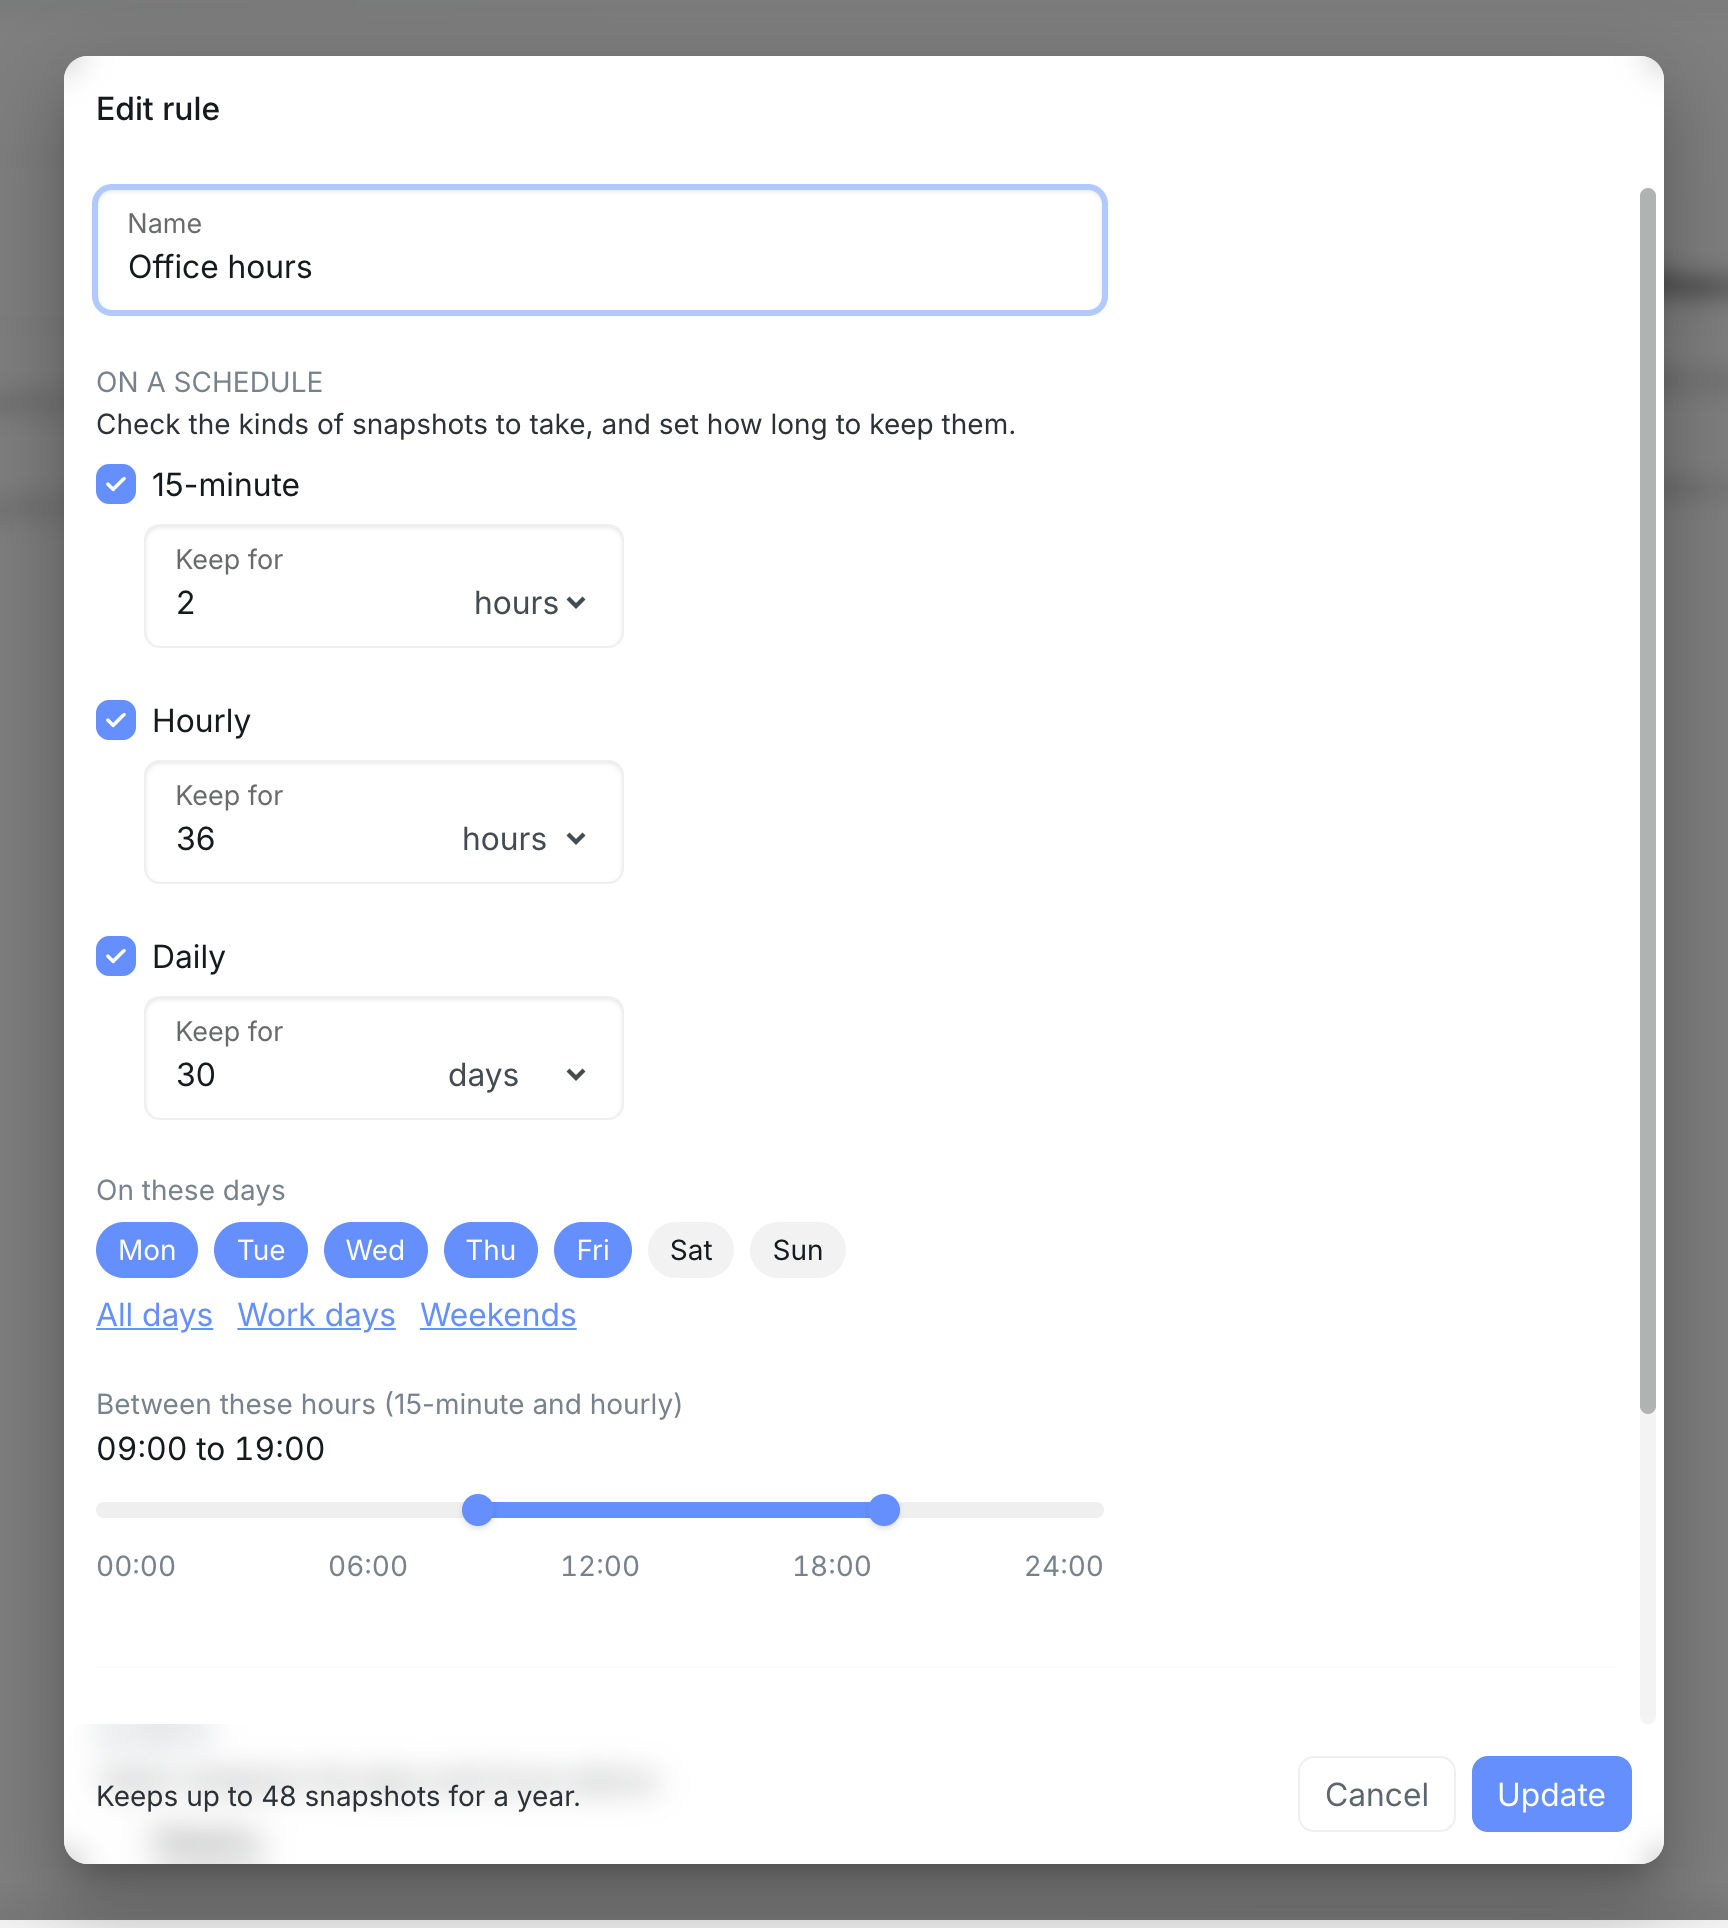 Edit rule
Name
Office hours
ON A SCHEDULE
Check the kinds of snapshots to take, and set how long to keep them.
15-minute
Keep for
2 hours
Hourly
Keep for
36 hours
Daily
Keep for
30 days
On these days
Mon Tue Wed Thu Fri Sat Sun
All days Work days Weekends
Between these hours (15-minute and hourly)
09:00 to 19:00
00:00 06:00 12:00 18:00 24:00
Keeps up to 48 snapshots for a year.
Cancel Update